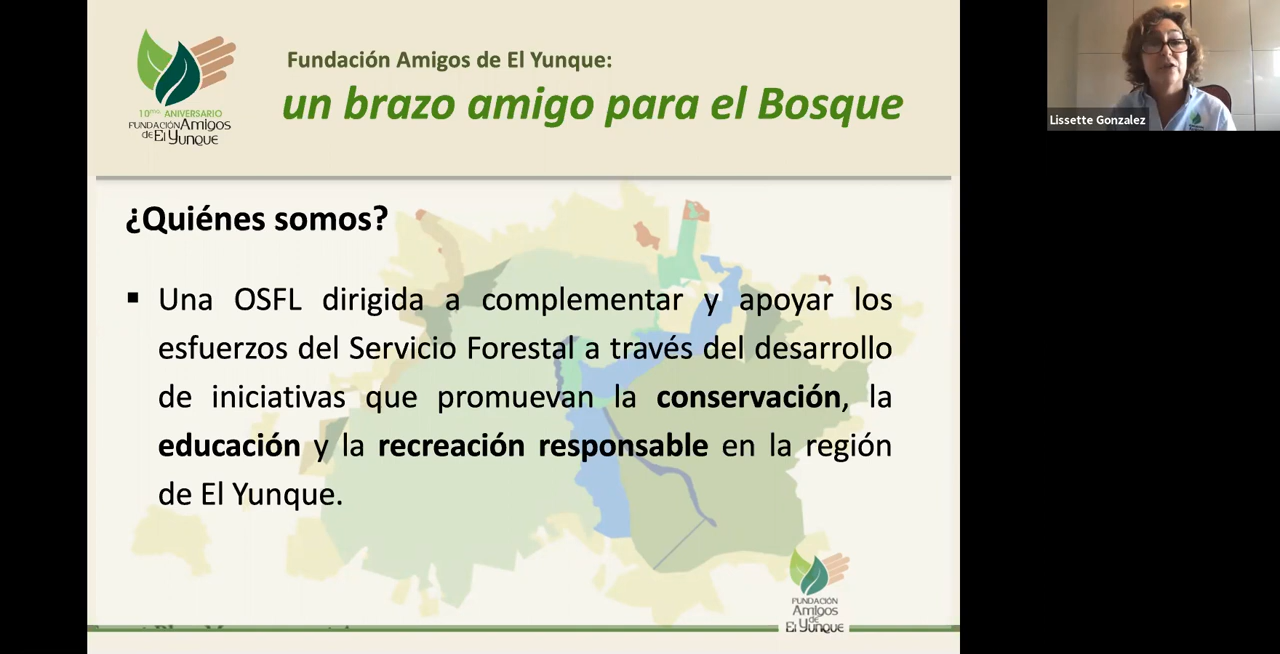 Fundación Amigos de El Yunque:
un brazo amigo para el Bosque
10mo. ANIVERSARIO
FUNDACIÓN Amigos
de El Yunque
Lissette Gonzalez
¿Quiénes somos?
▪ Una OSFL dirigida a complementar y apoyar los
esfuerzos del Servicio Forestal a través del desarrollo
de iniciativas que promuevan la conservación, la
educación y la recreación responsable en la región
de El Yunque.
FUNDACIÓN
Amigos
de
El Yunque